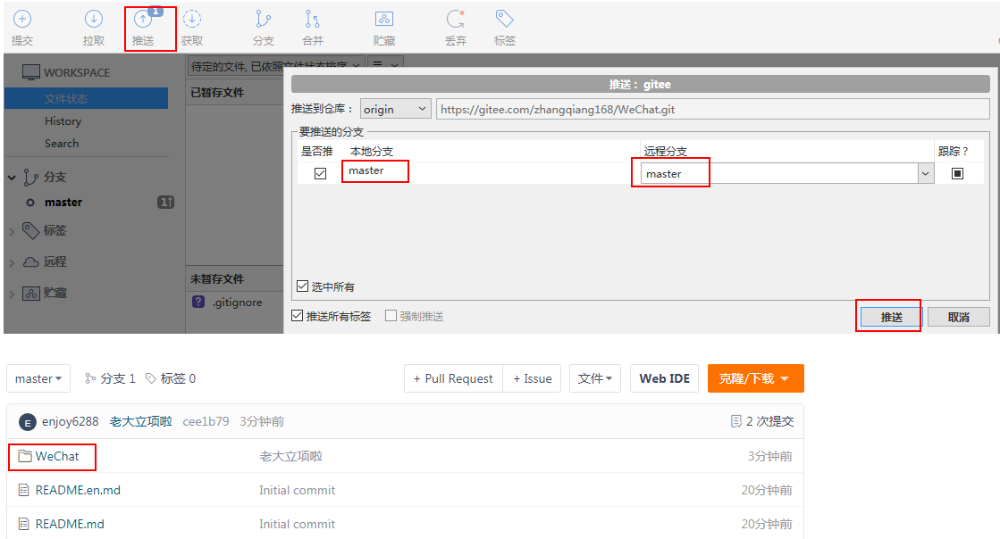 1
提交 拉取 推送 获取 分支 合并 贮藏 丢弃 标签
WORKSPACE
文件状态
History
Search
分支
master 1↑
标签
远程
贮藏
待定的文件, 已依照文件状态排序
已暂存文件
未暂存文件
.gitignore
推送： gitee
推送到仓库： origin https://gitee.com/zhangqiang168/WeChat.git
要推送的分支
是否推 本地分支 远程分支 跟踪？
master master
选中所有
推送所有标签 强制推送
推送 取消
master 分支 1 标签 0 + Pull Request + Issue 文件 Web IDE 克隆/下载
E enjoy6288 老大立项啦 cee1b79 3分钟前 2 次提交
WeChat 老大立项啦 3分钟前
README.en.md Initial commit 20分钟前
README.md Initial commit 20分钟前